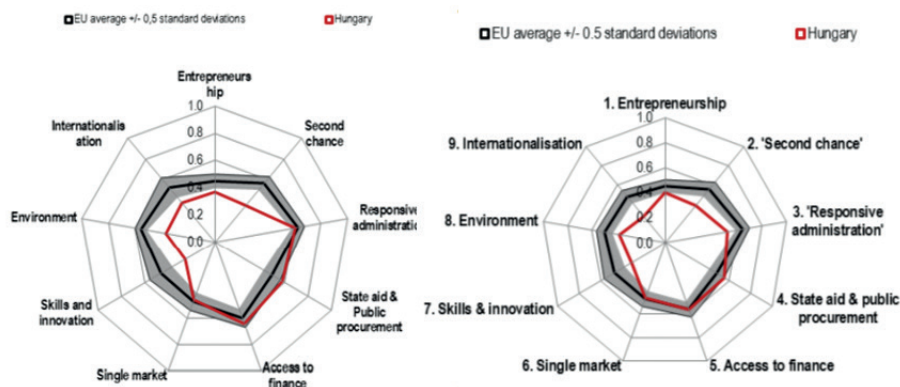 EU average +/- 0,5 standard deviations
Hungary
Entrepreneurs
hip
1.0
0.8
0.6
0.4
0.2
0.0
Second
chance
Responsive
administration
State aid &
Public
procurement
Access to
finance
Single market
Skills and
innovation
Environment
Internationalis
ation
EU average +/- 0.5 standard deviations
Hungary
1. Entrepreneurship
1.0
0.8
0.6
0.4
0.2
0.0
2. 'Second chance'
3. 'Responsive
administration'
4. State aid & public
procurement
5. Access to finance
6. Single market
7. Skills & innovation
8. Environment
9. Internationalisation